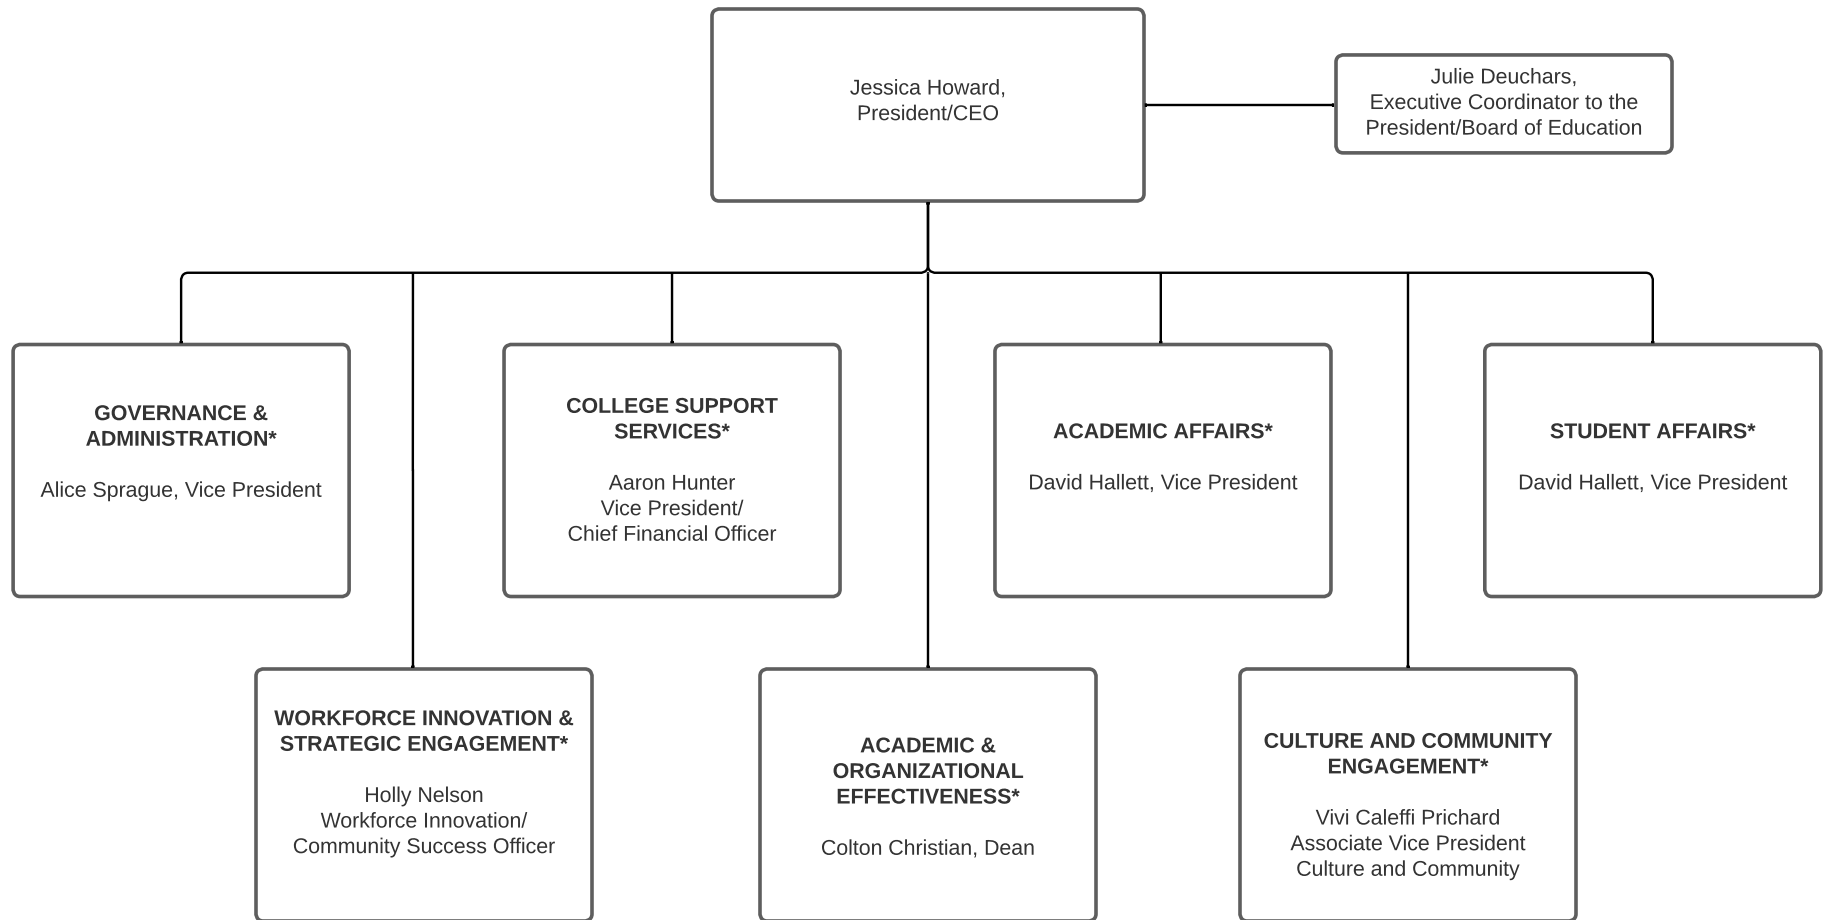 Jessica Howard,
President/CEO
Julie Deuchars,
Executive Coordinator to the
President/Board of Education
GOVERNANCE &
ADMINISTRATION*
Alice Sprague, Vice President
COLLEGE SUPPORT
SERVICES*
Aaron Hunter
Vice President/
Chief Financial Officer
ACADEMIC AFFAIRS*
David Hallett, Vice President
STUDENT AFFAIRS*
David Hallett, Vice President
WORKFORCE INNOVATION &
STRATEGIC ENGAGEMENT*
Holly Nelson
Workforce Innovation/
Community Success Officer
ACADEMIC &
ORGANIZATIONAL
EFFECTIVENESS*
Colton Christian, Dean
CULTURE AND COMMUNITY
ENGAGEMENT*
Vivi Caleffi Prichard
Associate Vice President
Culture and Community